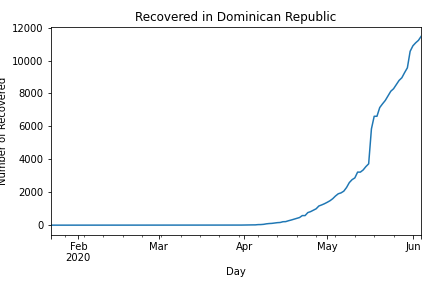 Recovered in Dominican Republic
Number of Recovered
12000
10000
8000
6000
4000
2000
0
Feb
2020
Mar
Apr
May
Jun
Day